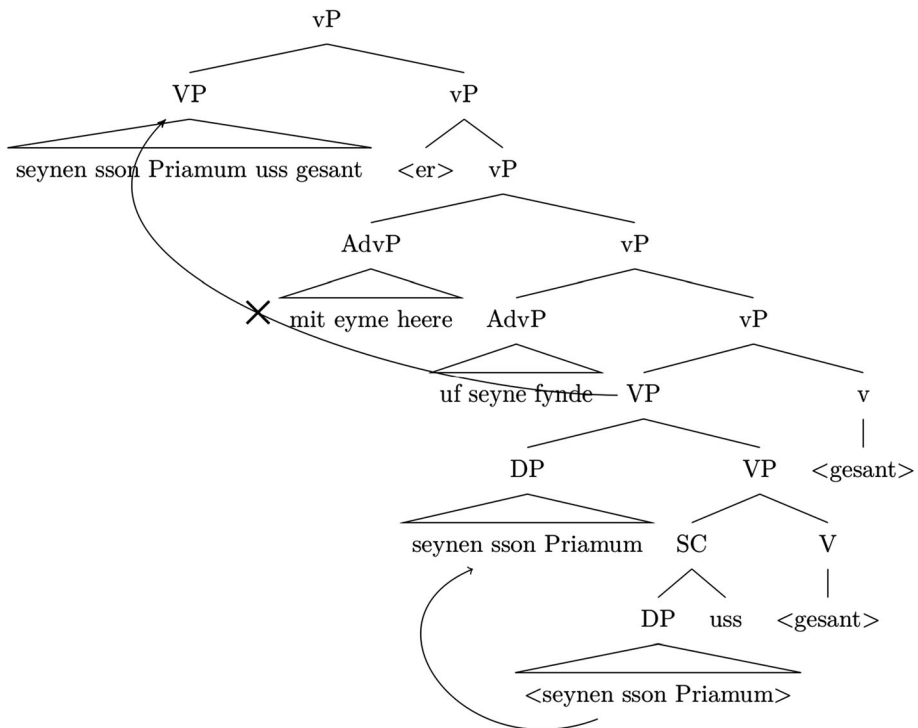 vP
VP vP
seynen sson Priamum uss gesant <er> vP
AdvP vP
mit eyme heere AdvP vP
uf seyne fynde VP v
DP VP <gesant>
seynen sson Priamum SC V
DP uss <gesant>
<seynen sson Priamum>